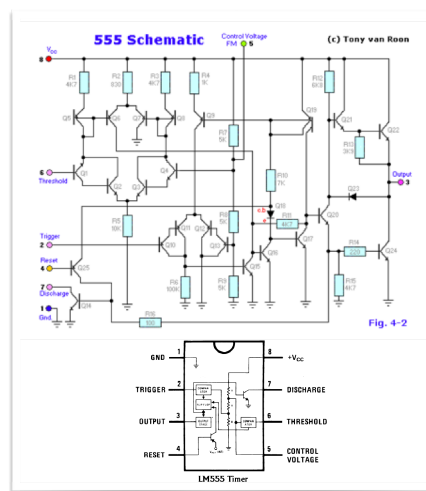 555 Schematic
Control Voltage
FM 5
(c) Tony van Roon
Vcc
8
R1
4K7
R2
830
R3
4K7
R4
1K
R12
6K8
Q5
Q6
Q7
Q8
Q9
Q19
Q21
Q22
R7
5K
R13
3K9
6
Threshold
Q1
Q2
Q3
Q4
R10
7K
Output
3
Q18
Q23
c.b
e
R11
4K7
Q20
R5
10K
R8
5K
Trigger
2
Q10
Q11
Q12
Q13
R14
220
Q24
Reset
4
Q25
Q15
Q16
Q17
7
Discharge
Q14
R6
100K
R9
5K
R15
4K7
1
Gnd
R16
100
Fig. 4-2
GND
1
8
+Vcc
TRIGGER
2
7
DISCHARGE
OUTPUT
3
6
THRESHOLD
RESET
4
5
CONTROL
VOLTAGE
LM555 Timer